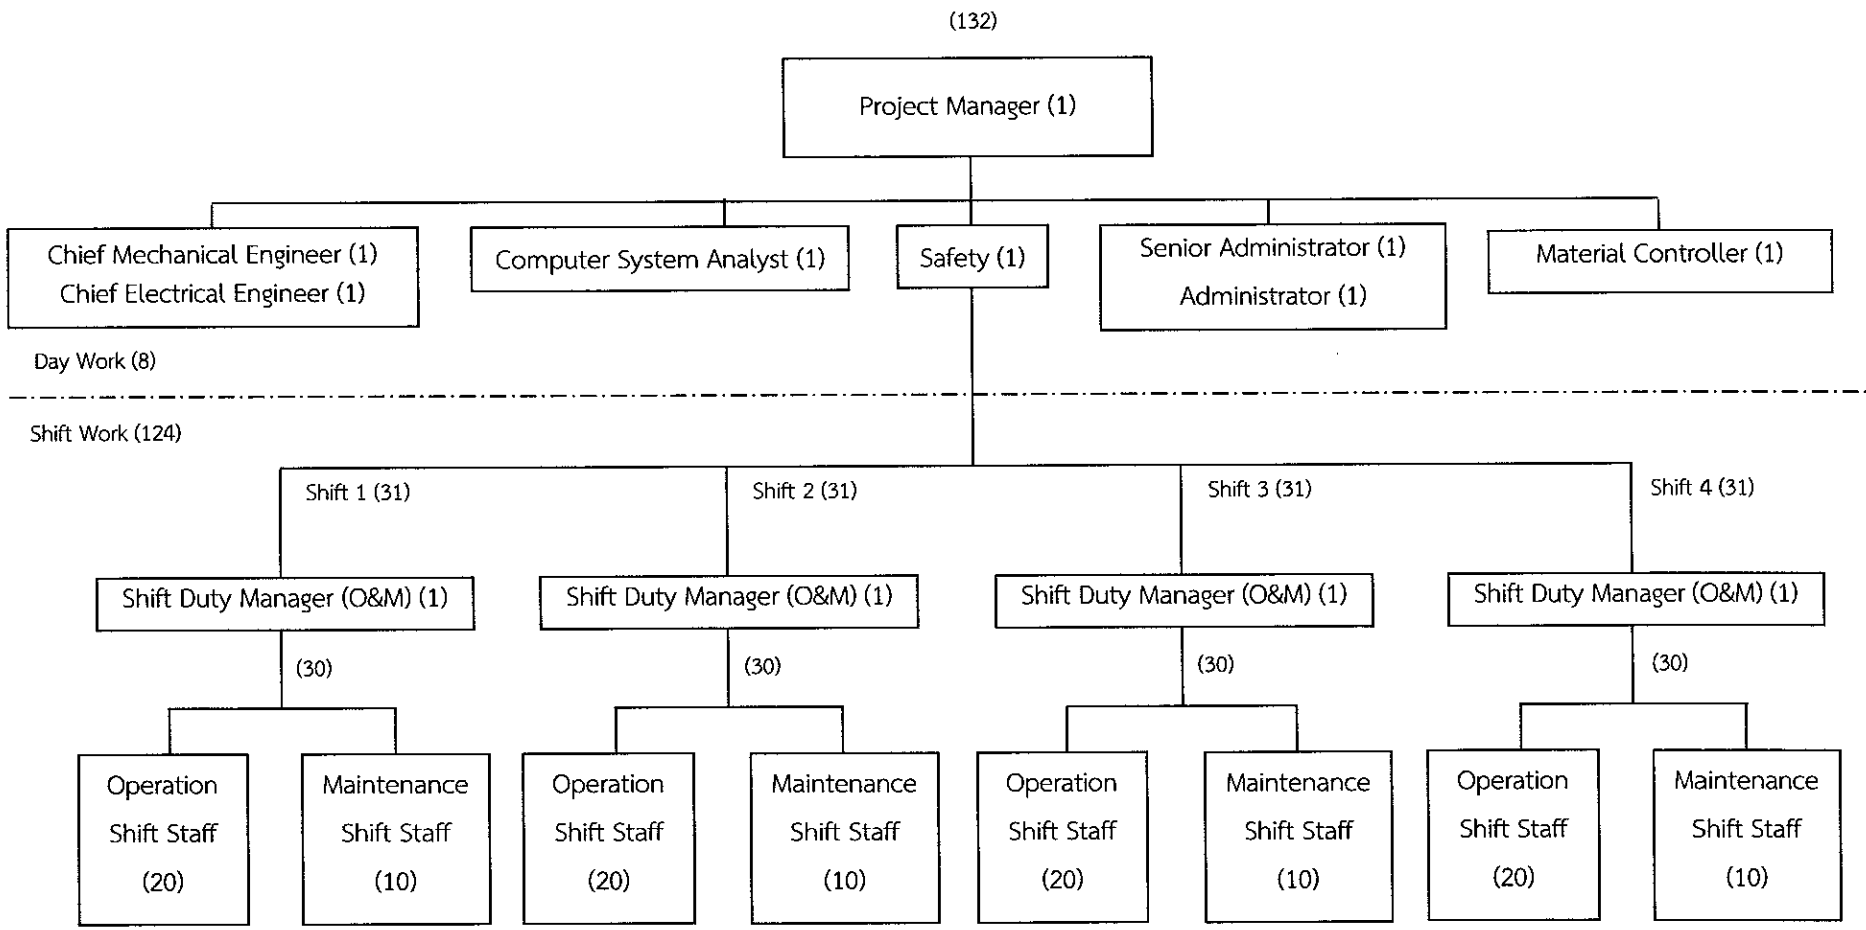 (132)
Project Manager (1)
Chief Mechanical Engineer (1)
Chief Electrical Engineer (1)
Computer System Analyst (1)
Safety (1)
Senior Administrator (1)
Administrator (1)
Material Controller (1)
Day Work (8)
Shift Work (124)
Shift 1 (31)
Shift 2 (31)
Shift 3 (31)
Shift 4 (31)
Shift Duty Manager (O&M) (1)
Shift Duty Manager (O&M) (1)
Shift Duty Manager (O&M) (1)
Shift Duty Manager (O&M) (1)
(30)
(30)
(30)
(30)
Operation
Shift Staff
(20)
Maintenance
Shift Staff
(10)
Operation
Shift Staff
(20)
Maintenance
Shift Staff
(10)
Operation
Shift Staff
(20)
Maintenance
Shift Staff
(10)
Operation
Shift Staff
(20)
Maintenance
Shift Staff
(10)